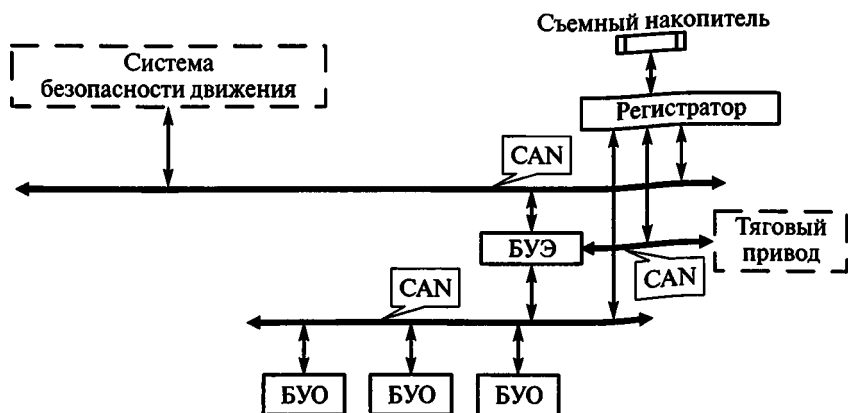 Съемный накопитель
Система
безопасности движения
Регистратор
CAN
БУЭ
Тяговый
привод
CAN
CAN
БУО
БУО
БУО